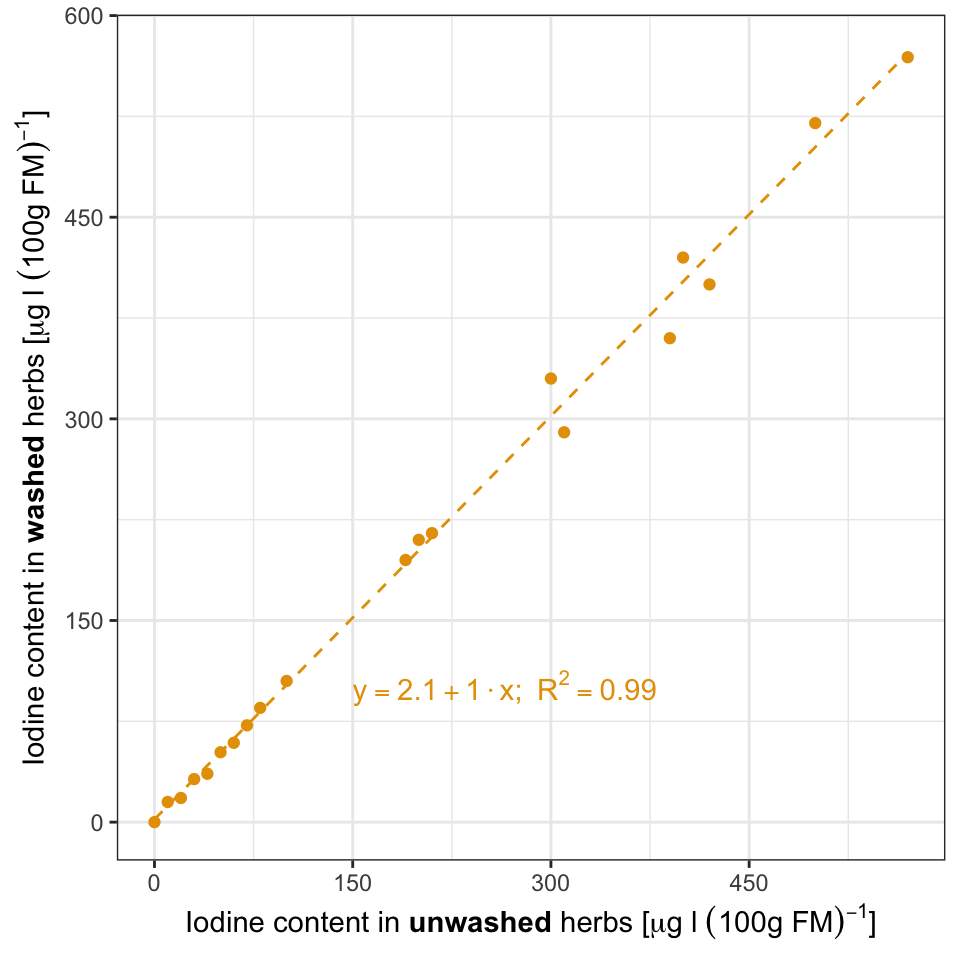 600
450
300
150
0
Iodine content in washed herbs [μg I (100g FM)⁻¹]
y = 2.1 + 1 · x; R² = 0.99
0 150 300 450
Iodine content in unwashed herbs [μg I (100g FM)⁻¹]